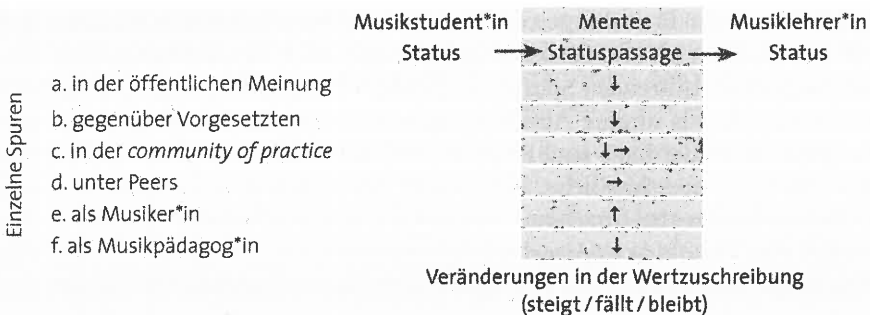 Musikstudent*in Mentee Musiklehrer*in
Status → Statuspassage → Status
a. in der öffentlichen Meinung ↓
b. gegenüber Vorgesetzten ↓
c. in der community of practice ↓→
d. unter Peers →
e. als Musiker*in ↑
f. als Musikpädagog*in ↓
Einzelne Spuren
Veränderungen in der Wertzuschreibung
(steigt / fällt / bleibt)